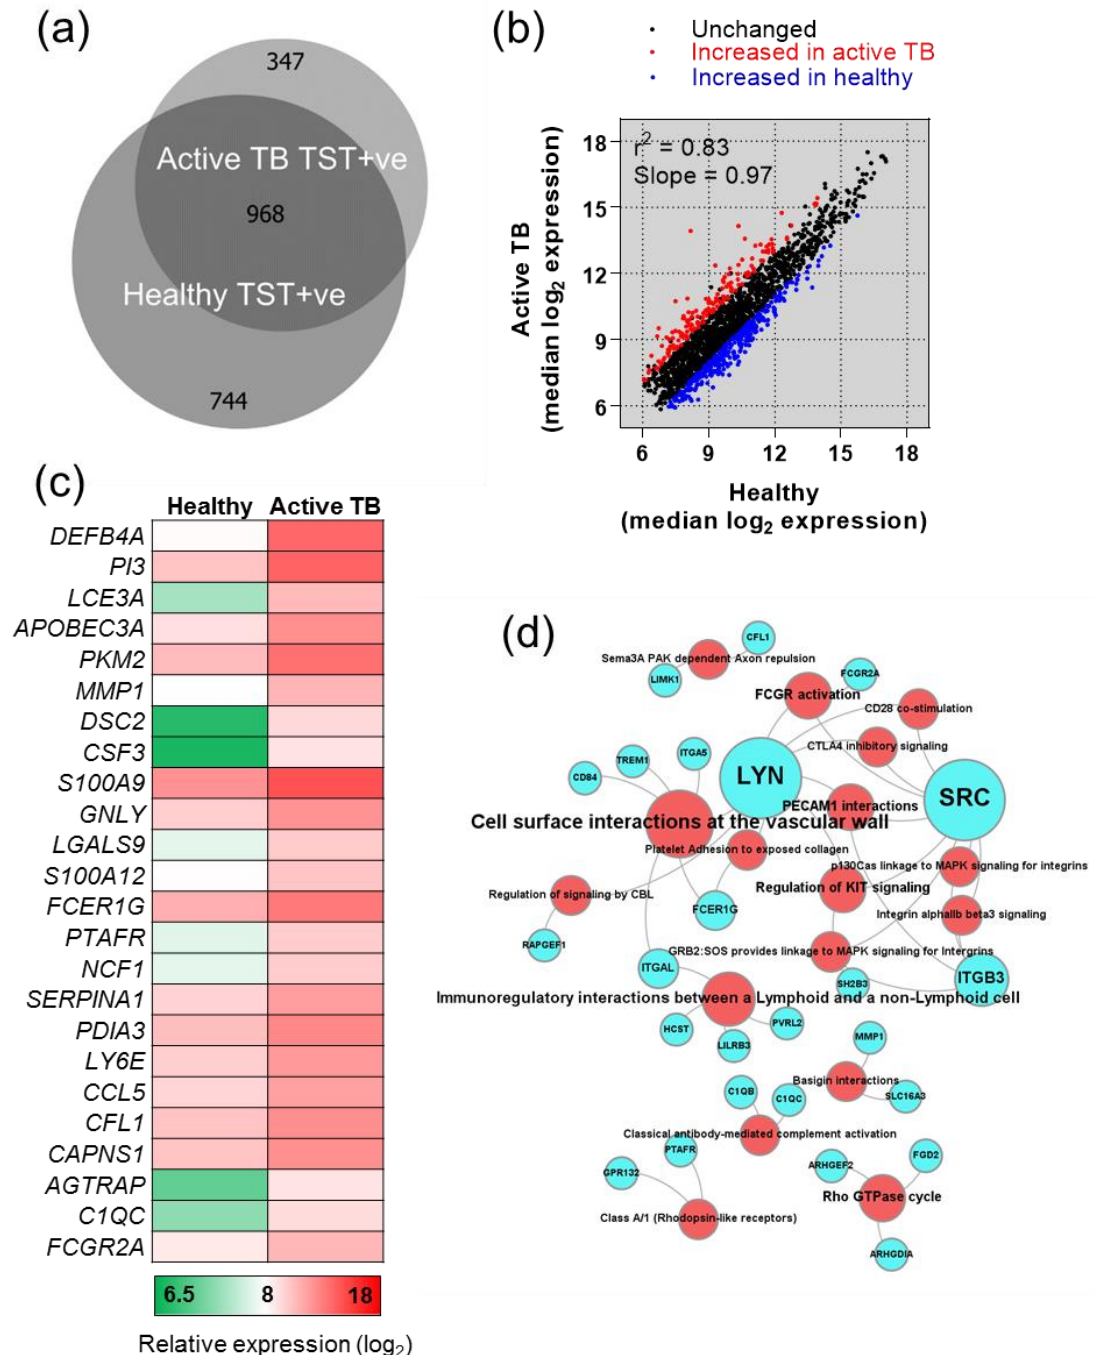 (a)
347
Active TB TST+ve
968
Healthy TST+ve
744
(b)
Unchanged
Increased in active TB
Increased in healthy
r² = 0.83
Slope = 0.97
Active TB
(median log₂ expression)
18
15
12
9
6
6 9 12 15 18
Healthy
(median log₂ expression)
(c)
Healthy Active TB
DEFB4A
PI3
LCE3A
APOBEC3A
PKM2
MMP1
DSC2
CSF3
S100A9
GNLY
LGALS9
S100A12
FCER1G
PTAFR
NCF1
SERPINA1
PDIA3
LY6E
CCL5
CFL1
CAPNS1
AGTRAP
C1QC
FCGR2A
6.5 8 18
Relative expression (log₂)
(d)
CFL1
Sema3A PAK dependent Axon repulsion
LIMK1
FCGR2A
FCGR activation
CD28 co-stimulation
CTLA4 inhibitory signaling
ITGA5
TREM1
CD84
LYN
SRC
PECAM1 interactions
Cell surface interactions at the vascular wall
Platelet Adhesion to exposed collagen
p130Cas linkage to MAPK signaling for integrins
Regulation of KIT signaling
Regulation of signaling by CBL
FCER1G
Integrin alphaIIb beta3 signaling
RAPGEF1
GRB2:SOS provides linkage to MAPK signaling for Intergrins
ITGAL
ITGB3
SH2B3
Immunoregulatory interactions between a Lymphoid and a non-Lymphoid cell
HCST
PVRL2
LILRB3
MMP1
Basigin interactions
SLC16A3
C1QB
C1QC
Classical antibody-mediated complement activation
PTAFR
GPR132
Class A/1 (Rhodopsin-like receptors)
FGD2
ARHGEF2
Rho GTPase cycle
ARHGDIA